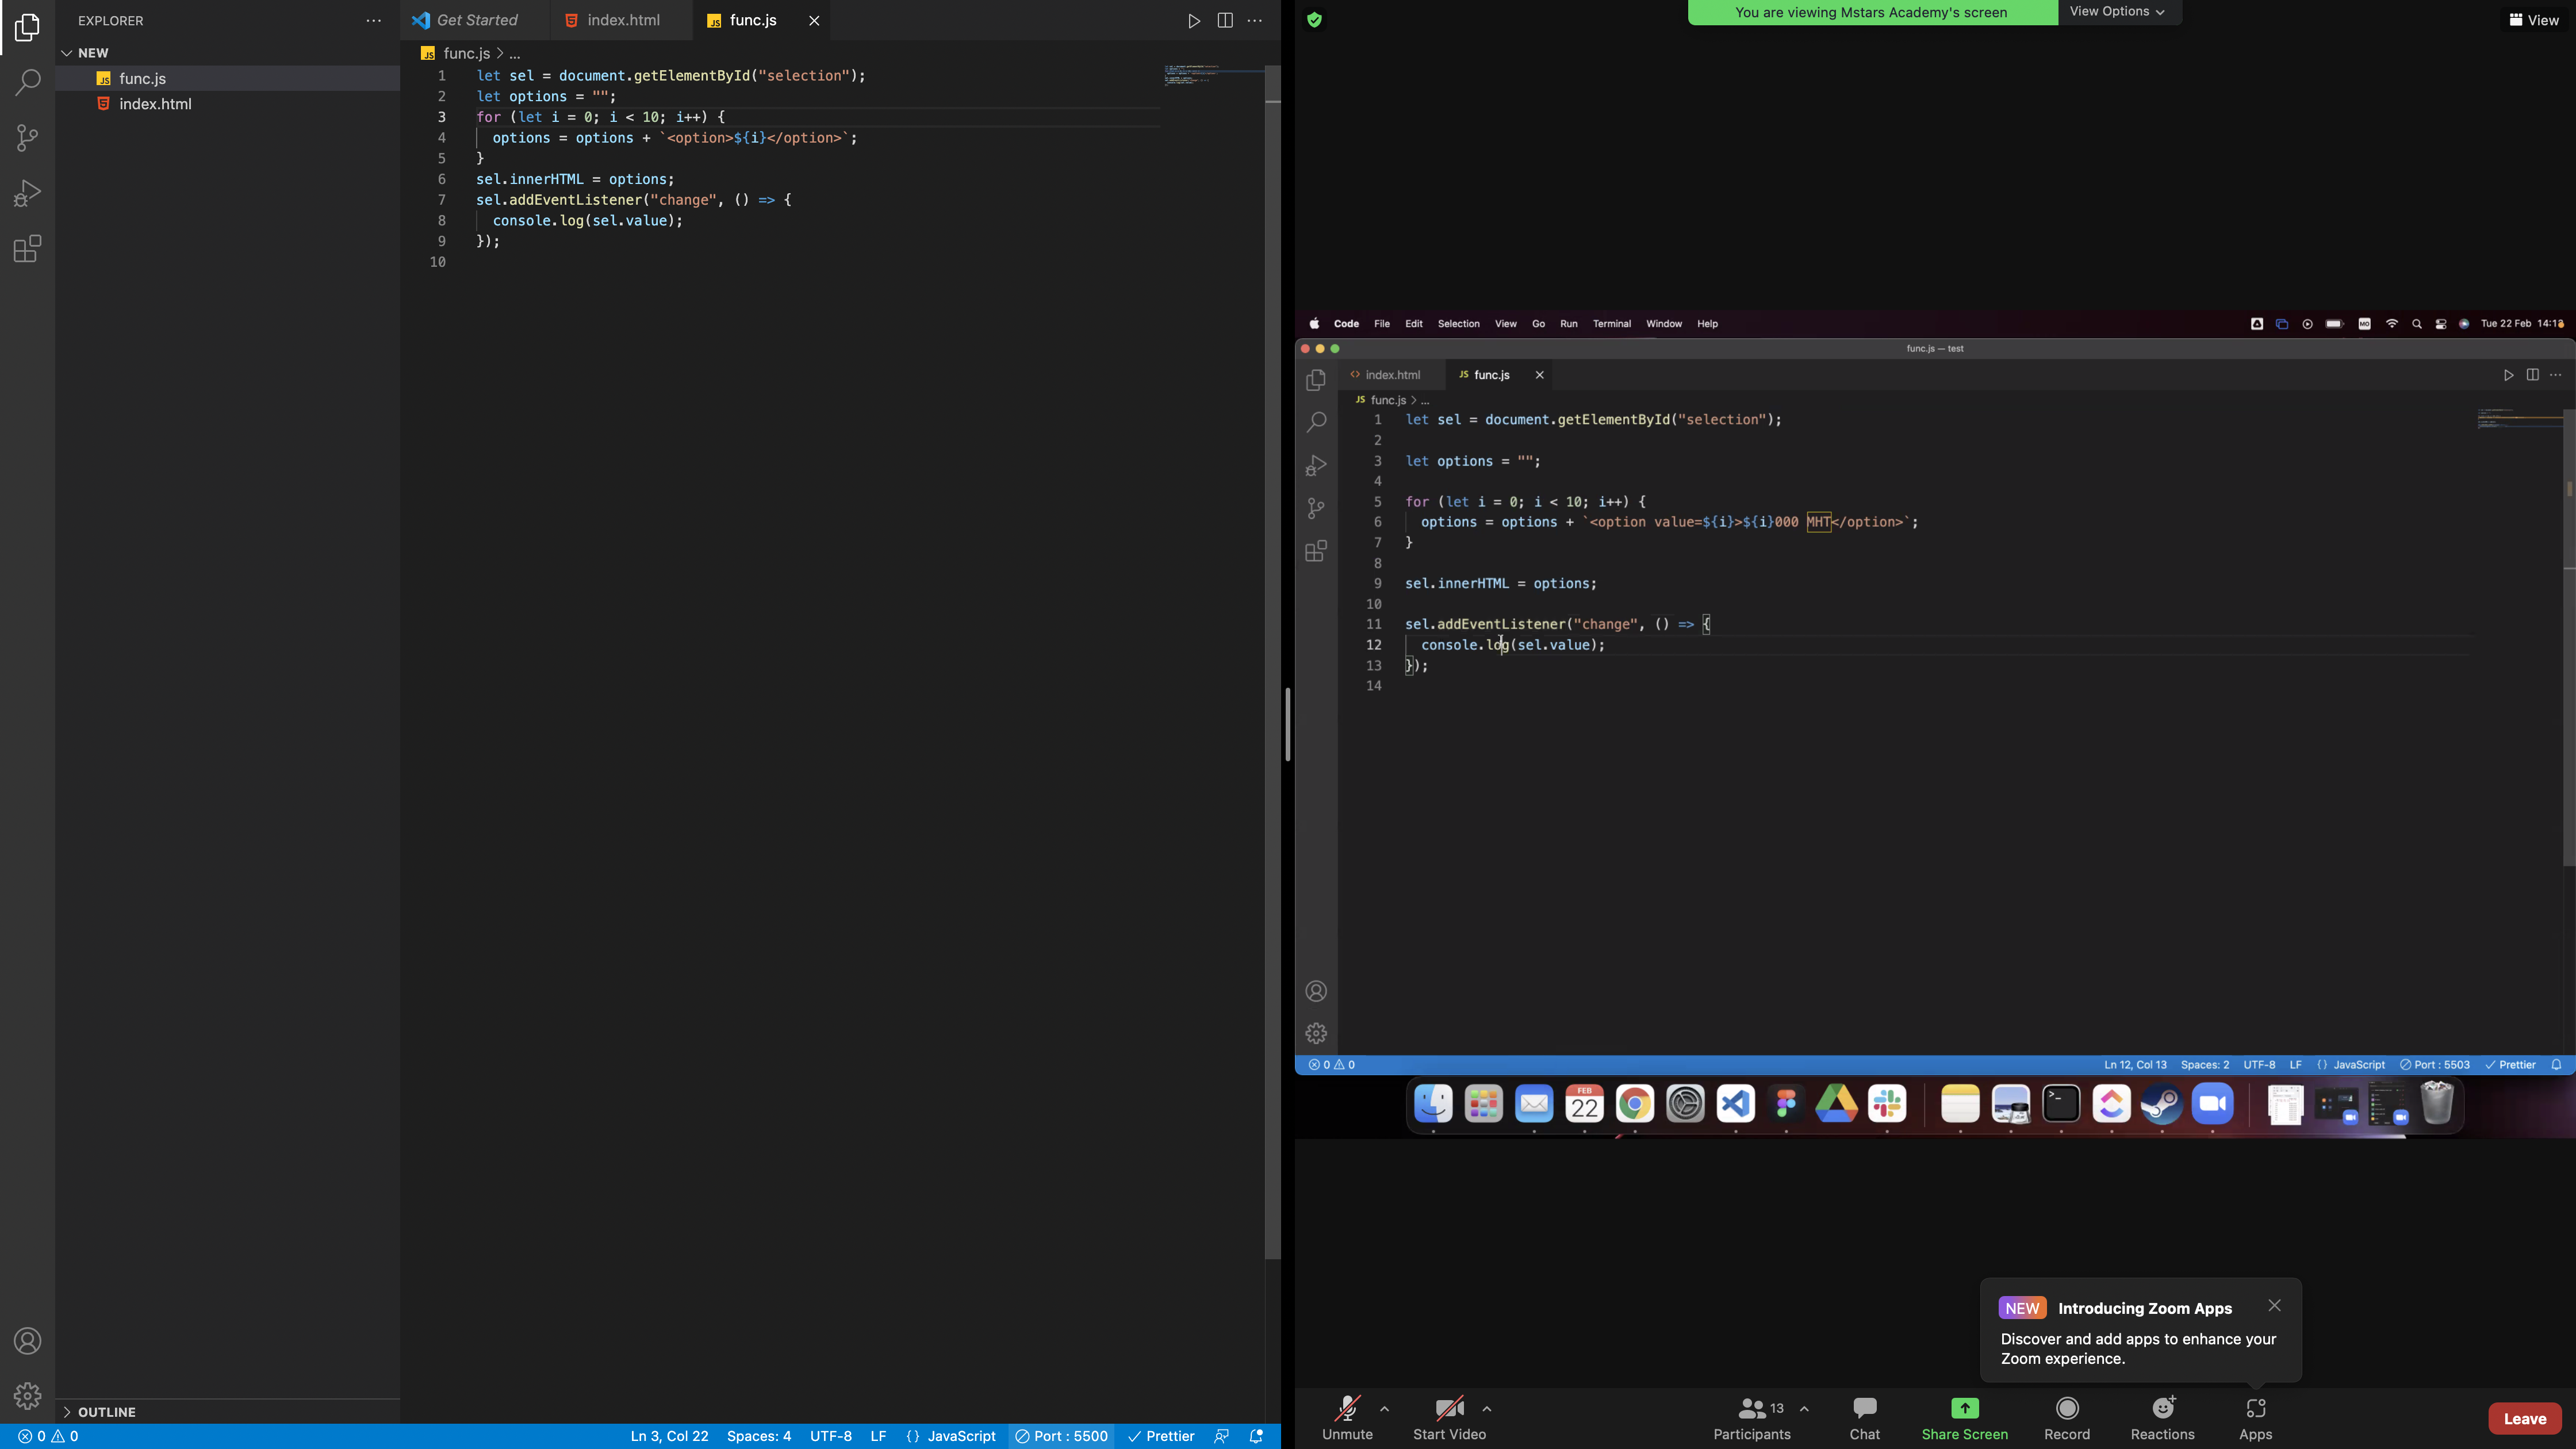 EXPLORER
NEW
func.js
index.html
OUTLINE
Get Started
index.html
func.js
func.js > ...
1 let sel = document.getElementById("selection");
2 let options = "";
3 for (let i = 0; i < 10; i++) {
4 options = options + `<option>${i}</option>`;
5 }
6 sel.innerHTML = options;
7 sel.addEventListener("change", () => {
8 console.log(sel.value);
9 });
10
0 0
Ln 3, Col 22 Spaces: 4 UTF-8 LF {} JavaScript Port : 5500 Prettier
You are viewing Mstars Academy's screen
View Options
View
Code File Edit Selection View Go Run Terminal Window Help
Tue 22 Feb
func.js — test
index.html
JS func.js
JS func.js > ...
1 let sel = document.getElementById("selection");
2
3 let options = "";
4
5 for (let i = 0; i < 10; i++) {
6 options = options + `<option value=${i}>${i}000 MHT</option>`;
7 }
8
9 sel.innerHTML = options;
10
11 sel.addEventListener("change", () => {
12 console.log(sel.value);
13 });
14
0 0
Ln 12, Col 13 Spaces: 2 UTF-8 LF {} JavaScript Port : 5503 Prettier
FEB
22
NEW Introducing Zoom Apps
Discover and add apps to enhance your
Zoom experience.
13
Unmute
Start Video
Participants
Chat
Share Screen
Record
Reactions
Apps
Leave